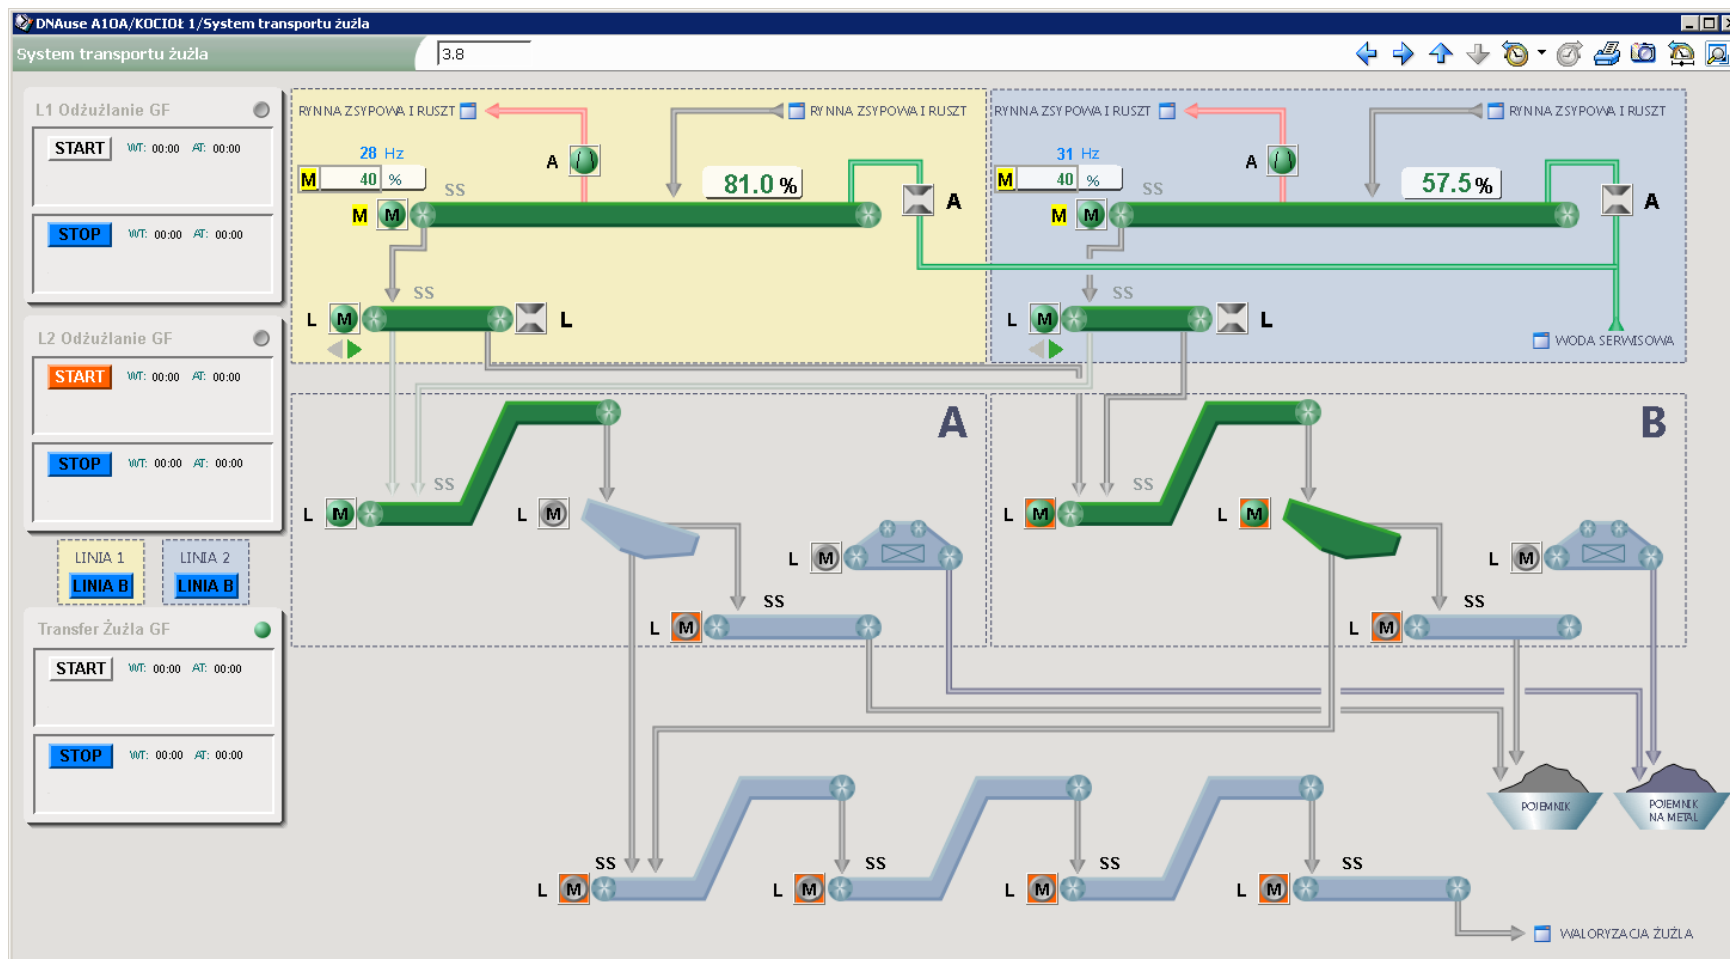 DNAuse A10A/KOCIOŁ 1/System transportu żużla
System transportu żużla
3.8
L1 Odżużlanie GF
START WT: 00:00 AT: 00:00
STOP WT: 00:00 AT: 00:00
L2 Odżużlanie GF
START WT: 00:00 AT: 00:00
STOP WT: 00:00 AT: 00:00
LINIA 1 LINIA 2
LINIA B LINIA B
Transfer Żużla GF
START WT: 00:00 AT: 00:00
STOP WT: 00:00 AT: 00:00
RYNNA ZSYPOWA I RUSZT RYNNA ZSYPOWA I RUSZT RYNNA ZSYPOWA I RUSZT RYNNA ZSYPOWA I RUSZT
28 Hz A 31 Hz A
M 40 % SS 81.0 % M 40 % SS 57.5 %
A A
M M M M
SS SS
L M L L M L
WODA SERWISOWA
A B
SS SS
L M L M L M L M
L M L M
SS SS
L M L M
POJEMNIK POJEMNIK
NA METAL
SS SS SS SS
L M L M L M L M
WALORYZACJA ŻUŻLA